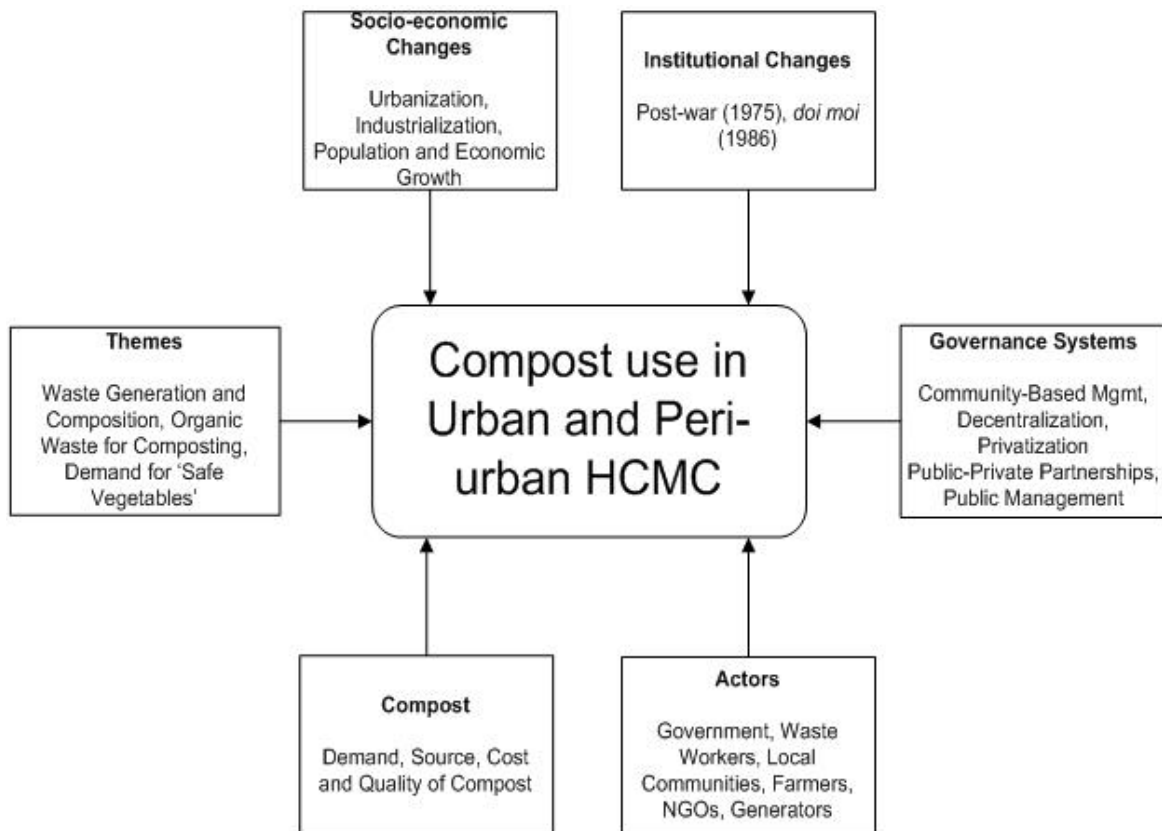 Socio-economic
Changes
Urbanization,
Industrialization,
Population and Economic
Growth
Institutional Changes
Post-war (1975), doi moi
(1986)
Themes
Waste Generation and
Composition, Organic
Waste for Composting,
Demand for ‘Safe
Vegetables’
Compost use in
Urban and Peri-
urban HCMC
Governance Systems
Community-Based Mgmt,
Decentralization,
Privatization
Public-Private Partnerships,
Public Management
Compost
Demand, Source, Cost
and Quality of Compost
Actors
Government, Waste
Workers, Local
Communities, Farmers,
NGOs, Generators